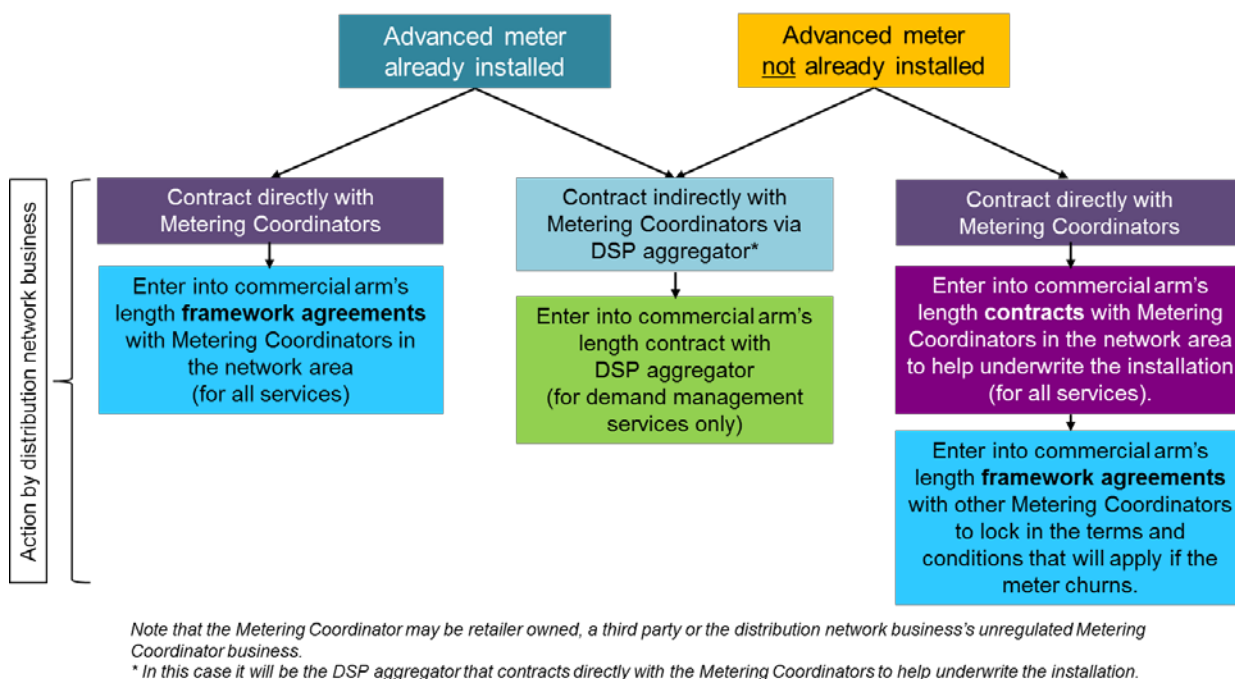 Advanced meter
already installed
Advanced meter
not already installed
Action by distribution network business
Contract directly with
Metering Coordinators
Contract indirectly with
Metering Coordinators via
DSP aggregator*
Contract directly with
Metering Coordinators
Enter into commercial arm's
length framework agreements
with Metering Coordinators in
the network area
(for all services)
Enter into commercial arm's
length contract with
DSP aggregator
(for demand management
services only)
Enter into commercial arm's
length contracts with Metering
Coordinators in the network area
to help underwrite the installation
(for all services).
Enter into commercial arm's
length framework agreements
with other Metering Coordinators
to lock in the terms and
conditions that will apply if the
meter churns.
Note that the Metering Coordinator may be retailer owned, a third party or the distribution network business's unregulated Metering
Coordinator business.
* In this case it will be the DSP aggregator that contracts directly with the Metering Coordinators to help underwrite the installation.